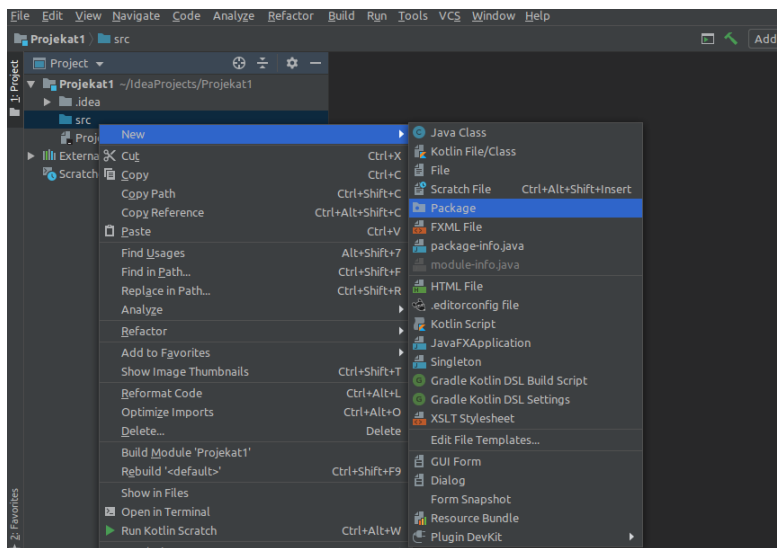 File Edit View Navigate Code Analyze Refactor Build Run Tools VCS Window Help
Projekat1 src Add
1: Project
Project
Projekat1 ~/IdeaProjects/Projekat1
.idea
src
Proj
Externa
Scratch
New
Cut Ctrl+X
Copy Ctrl+C
Copy Path Ctrl+Shift+C
Copy Reference Ctrl+Alt+Shift+C
Paste Ctrl+V
Find Usages Alt+Shift+7
Find in Path... Ctrl+Shift+F
Replace in Path... Ctrl+Shift+R
Analyze
Refactor
Add to Favorites
Show Image Thumbnails Ctrl+Shift+T
Reformat Code Ctrl+Alt+L
Optimize Imports Ctrl+Alt+O
Delete... Delete
Build Module 'Projekat1'
Rebuild '<default>' Ctrl+Shift+F9
Show in Files
Open in Terminal
Run Kotlin Scratch Ctrl+Alt+W
Java Class
Kotlin File/Class
File
Scratch File Ctrl+Alt+Shift+Insert
Package
FXML File
package-info.java
module-info.java
HTML File
.editorconfig file
Kotlin Script
JavaFXApplication
Singleton
Gradle Kotlin DSL Build Script
Gradle Kotlin DSL Settings
XSLT Stylesheet
Edit File Templates...
GUI Form
Dialog
Form Snapshot
Resource Bundle
Plugin DevKit
2: Favorites